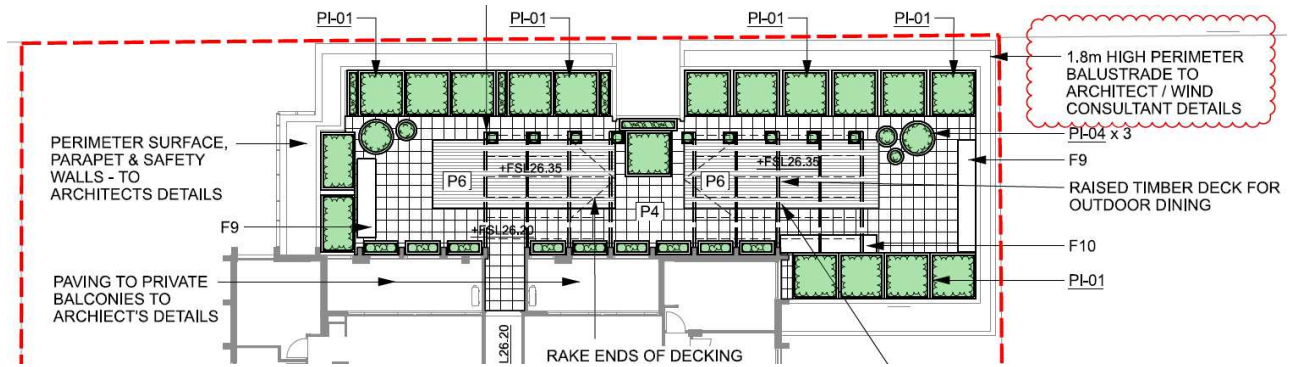 PI-01
PI-01
PI-01
PI-01
1.8m HIGH PERIMETER
BALUSTRADE TO
ARCHITECT / WIND
CONSULTANT DETAILS
PI-04 x 3
F9
RAISED TIMBER DECK FOR
OUTDOOR DINING
F10
PI-01
PERIMETER SURFACE,
PARAPET & SAFETY
WALLS - TO
ARCHITECTS DETAILS
F9
PAVING TO PRIVATE
BALCONIES TO
ARCHIECT'S DETAILS
+FSL26.35
P6
+FSL26.35
P6
P4
+FSL26.20
L26.20
RAKE ENDS OF DECKING